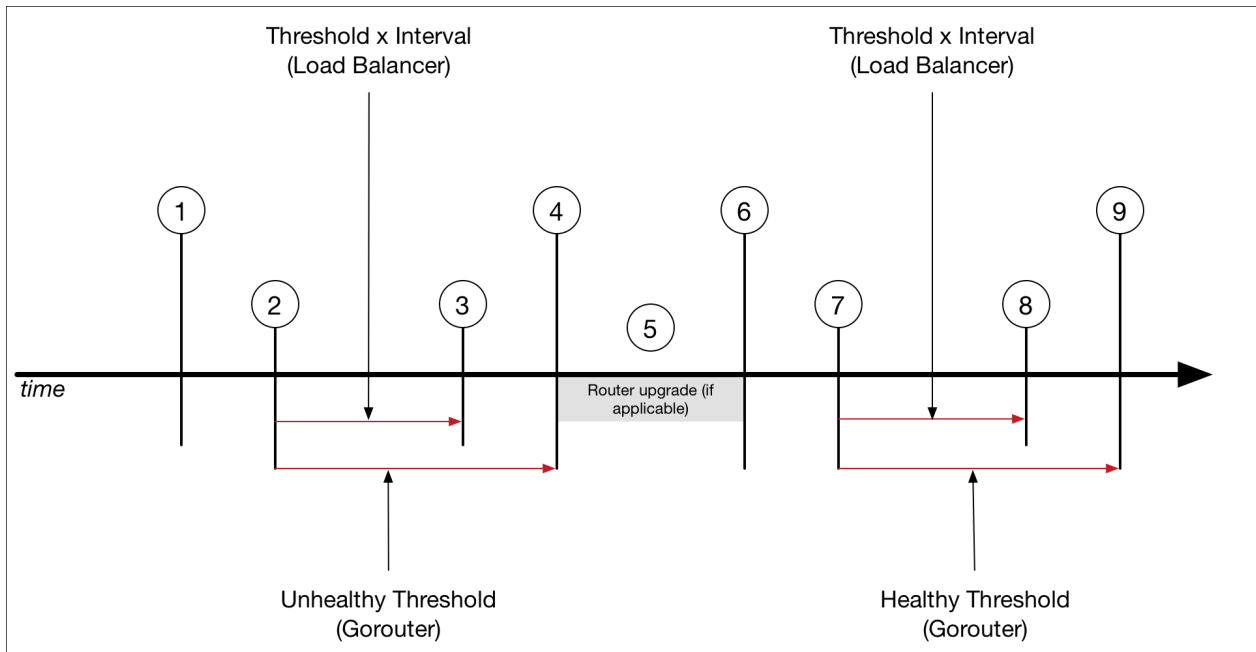 Threshold x Interval
(Load Balancer)
Threshold x Interval
(Load Balancer)
1
4
6
9
2
3
5
7
8
time
Router upgrade (if
applicable)
Unhealthy Threshold
(Gorouter)
Healthy Threshold
(Gorouter)